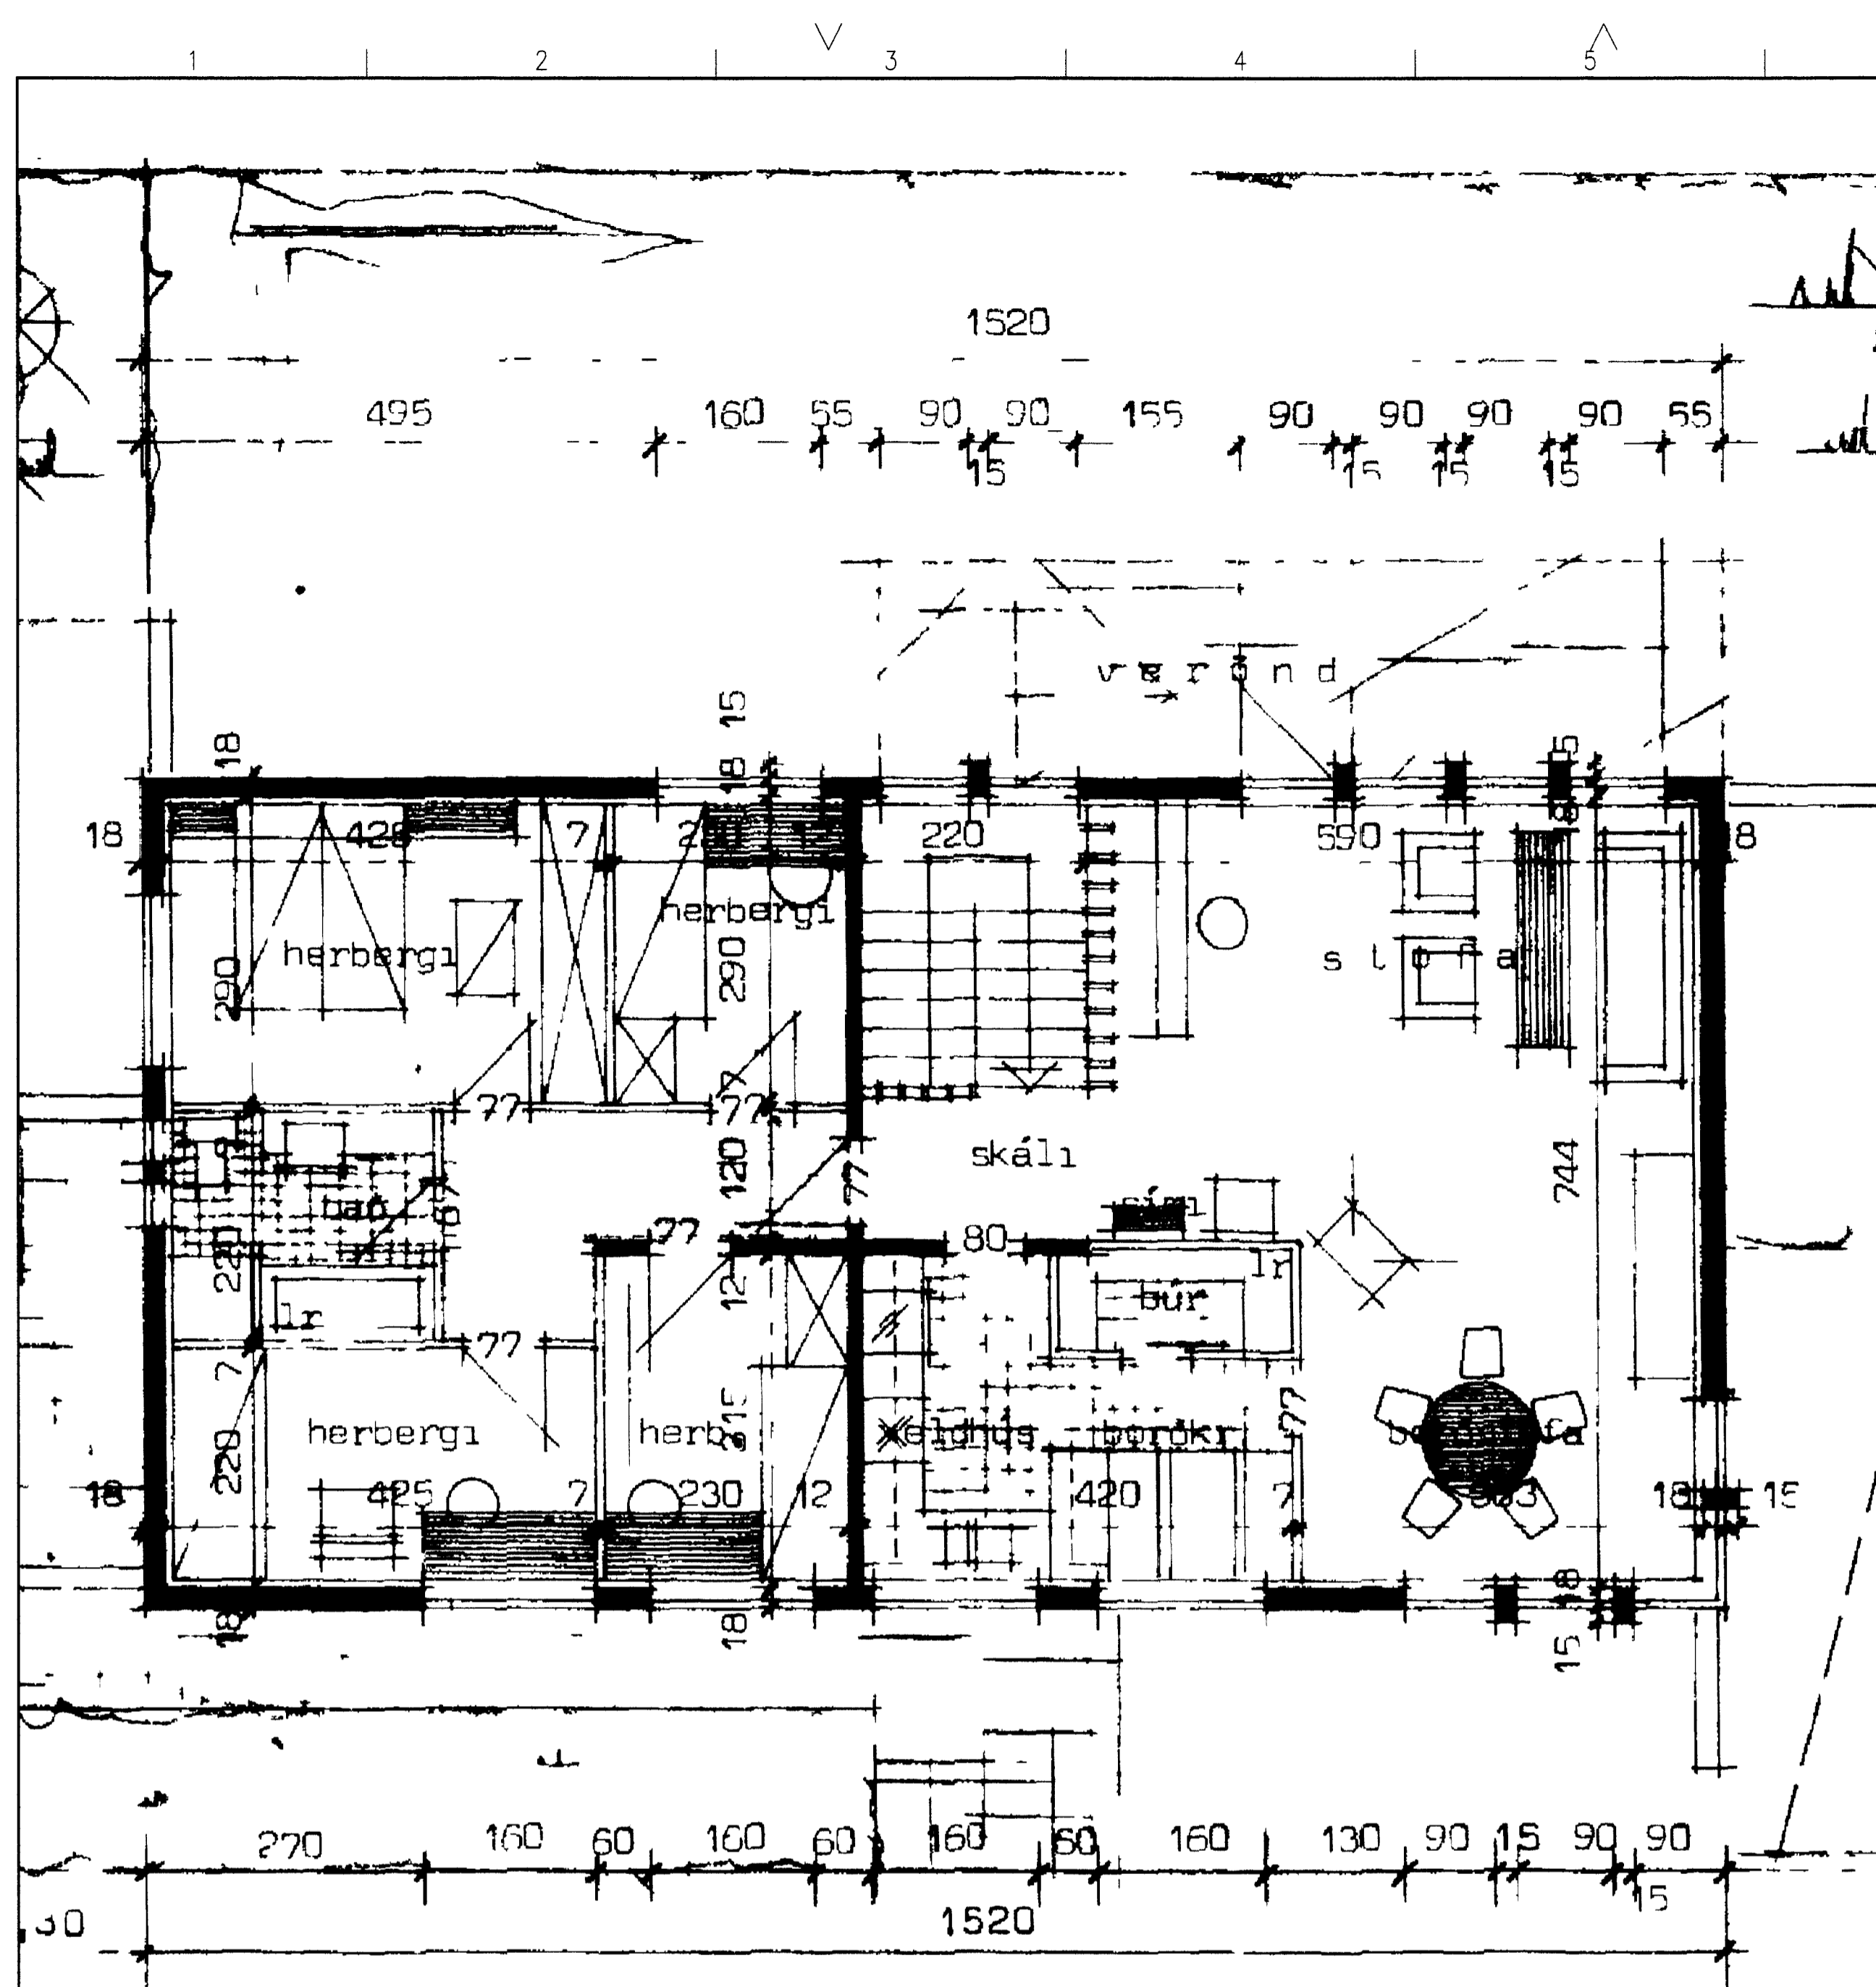 1 2 3 4 5
1520
495 160 55 90 90 155 90 90 90 90 55
15 15 15 15
verönd
18 18 15
18 428 7 220 590 18
herbergi
herbergi
stofa
290 290
77 77
120 77 744
skáli
bað 67 sími
220 77 80
12 lr
lr búr
77
7
herbergi herb. eldhús borðkr
220 215 77
18 425 7 230 12 420 7 18 15
18 18 18
15
270 160 60 160 60 160 60 160 130 90 15 90 90
15
30 1520